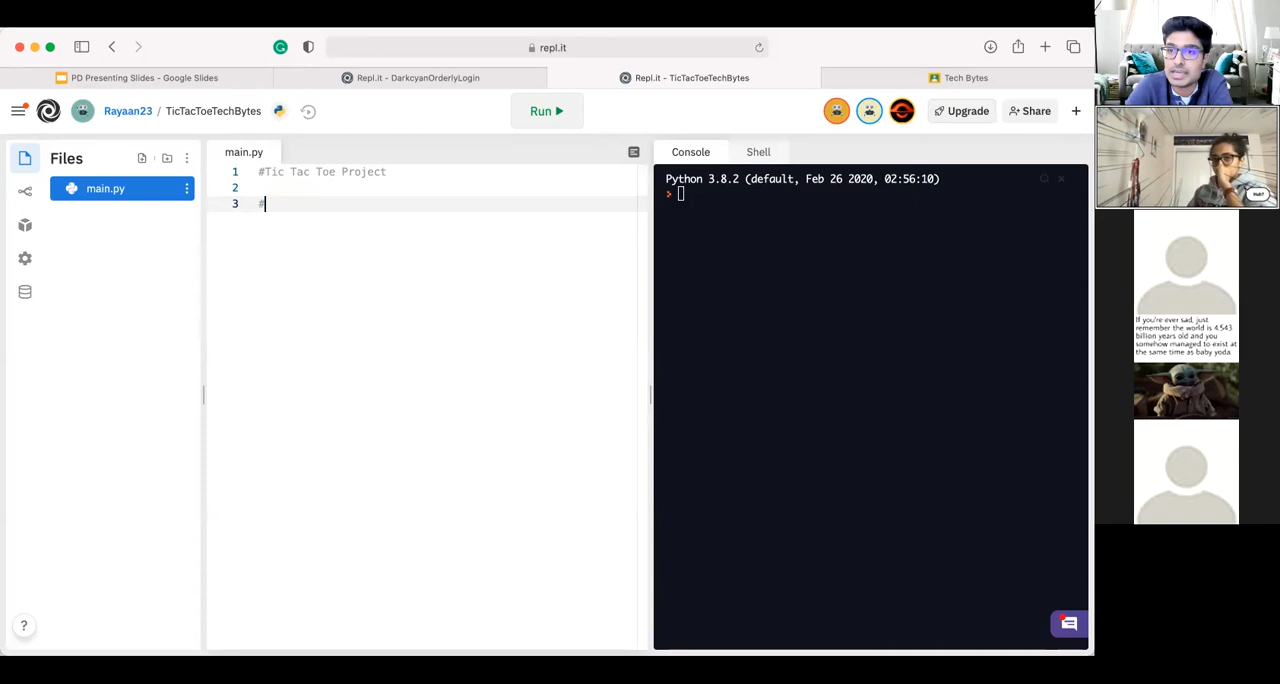 repl.it
PD Presenting Slides - Google Slides
Repl.it - DarkcyanOrderlyLogin
Repl.it - TicTacToeTechBytes
Tech Bytes
Rayaan23 / TicTacToeTechBytes
Run
Upgrade
Share
Files
main.py
main.py
1 #Tic Tac Toe Project
2
3 #
Console
Shell
Python 3.8.2 (default, Feb 26 2020, 02:56:10)
Huh?
If you're ever sad, just
remember the world is 4.543
billion years old and you
somehow managed to exist at
the same time as baby yoda.
?